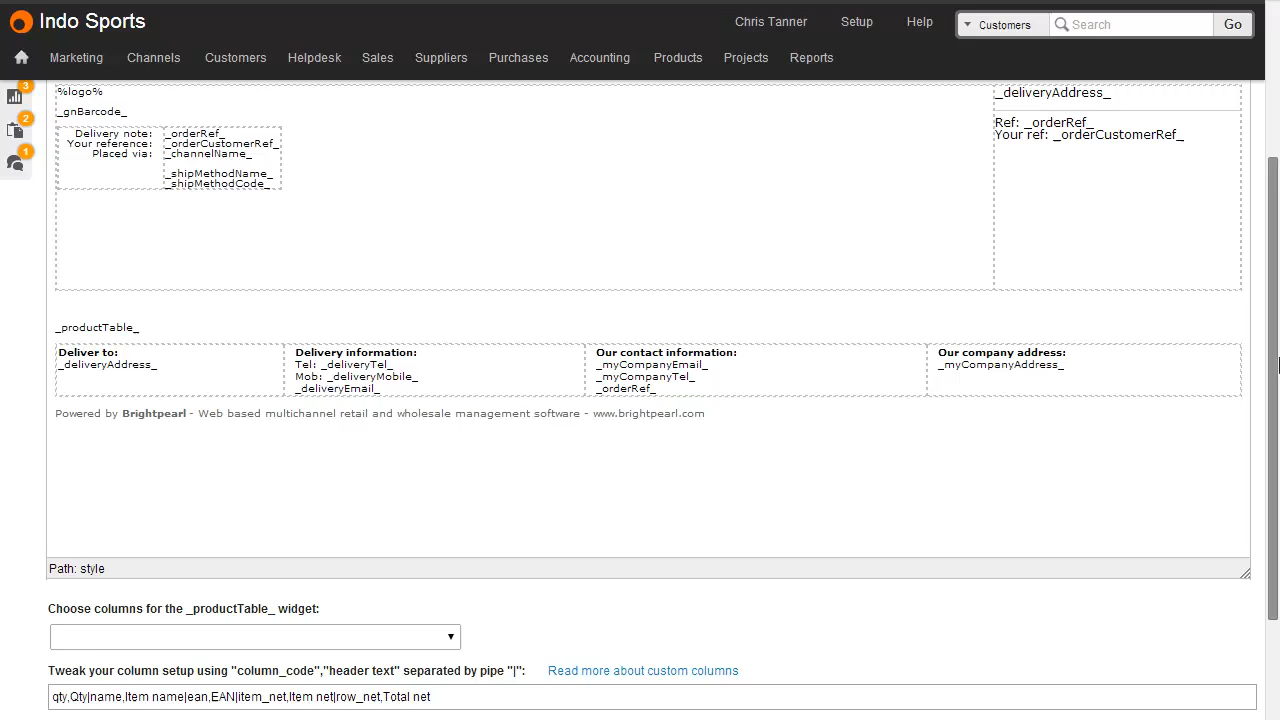 Indo Sports
Chris Tanner Setup Help Customers Search Go
Marketing Channels Customers Helpdesk Sales Suppliers Purchases Accounting Products Projects Reports
3
2
1
%logo%
_gnBarcode_
Delivery note: _orderRef_
Your reference: _orderCustomerRef_
Placed via: _channelName_
_shipMethodName_
_shipMethodCode_
_deliveryAddress_
Ref: _orderRef_
Your ref: _orderCustomerRef_
_productTable_
Deliver to:
_deliveryAddress_
Delivery information:
Tel: _deliveryTel_
Mob: _deliveryMobile_
_deliveryEmail_
Our contact information:
_myCompanyEmail_
_myCompanyTel_
_orderRef_
Our company address:
_myCompanyAddress_
Powered by Brightpearl - Web based multichannel retail and wholesale management software - www.brightpearl.com
Path: style
Choose columns for the _productTable_ widget:
Tweak your column setup using "column_code","header text" separated by pipe "|": Read more about custom columns
qty,Qty|name,Item name|ean,EAN|item_net,Item net|row_net,Total net